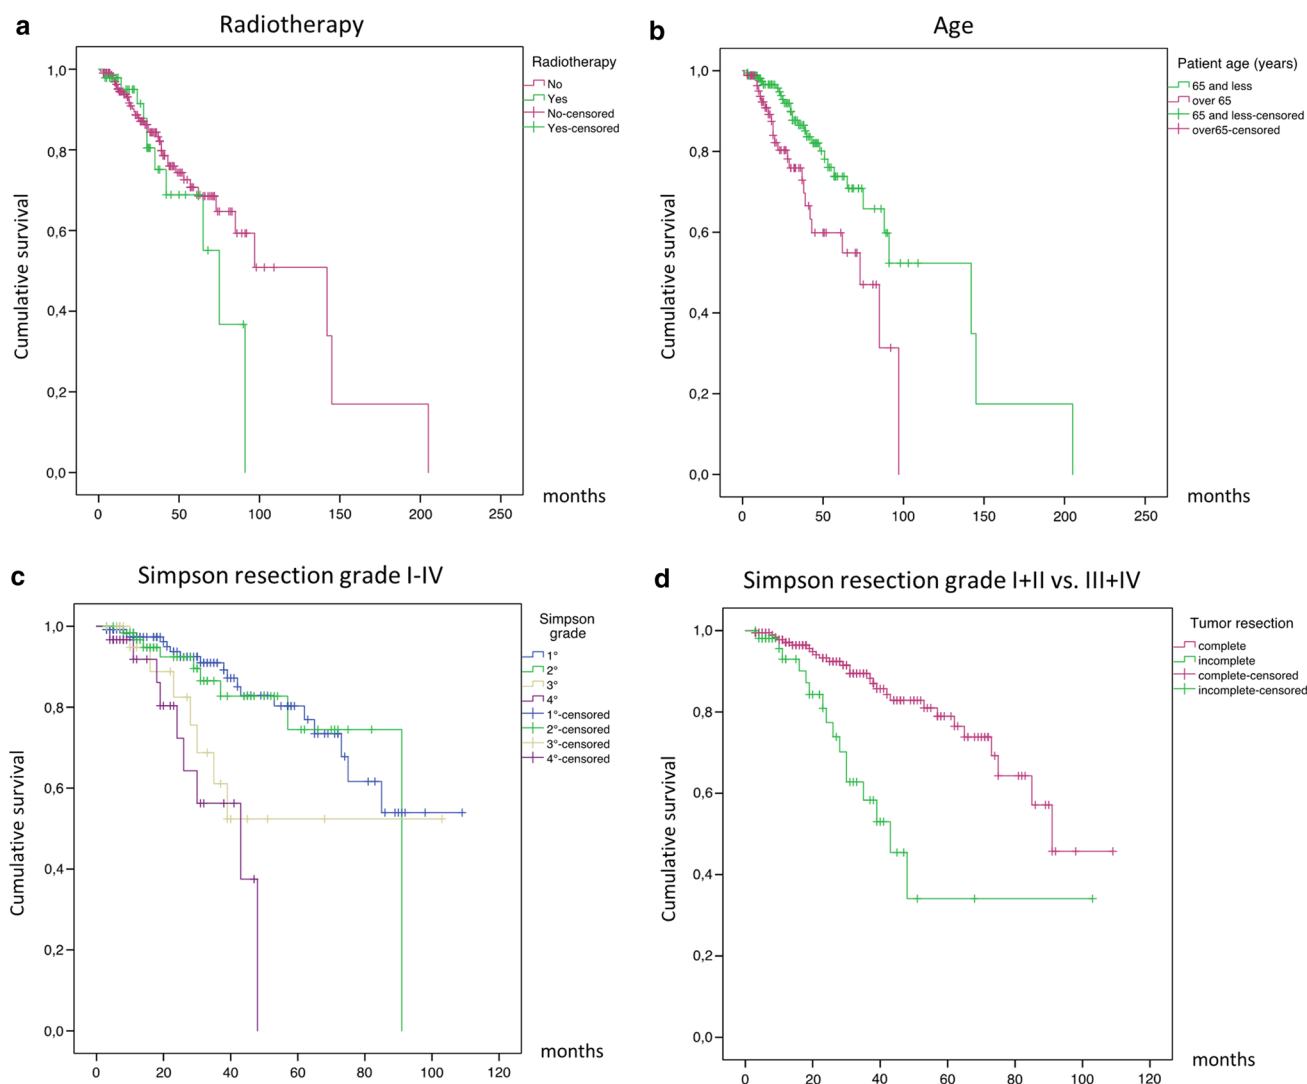 a
Radiotherapy
Cumulative survival
1,0
0,8
0,6
0,4
0,2
0,0
0 50 100 150 200 250
months
Radiotherapy
No
Yes
No-censored
Yes-censored
b
Age
Cumulative survival
1,0
0,8
0,6
0,4
0,2
0,0
0 50 100 150 200 250
months
Patient age (years)
65 and less
over 65
65 and less-censored
over65-censored
c
Simpson resection grade I-IV
Cumulative survival
1,0
0,8
0,6
0,4
0,2
0,0
0 20 40 60 80 100 120
months
Simpson
grade
1°
2°
3°
4°
1°-censored
2°-censored
3°-censored
4°-censored
d
Simpson resection grade I+II vs. III+IV
Cumulative survival
1,0
0,8
0,6
0,4
0,2
0,0
0 20 40 60 80 100 120
months
Tumor resection
complete
incomplete
complete-censored
incomplete-censored